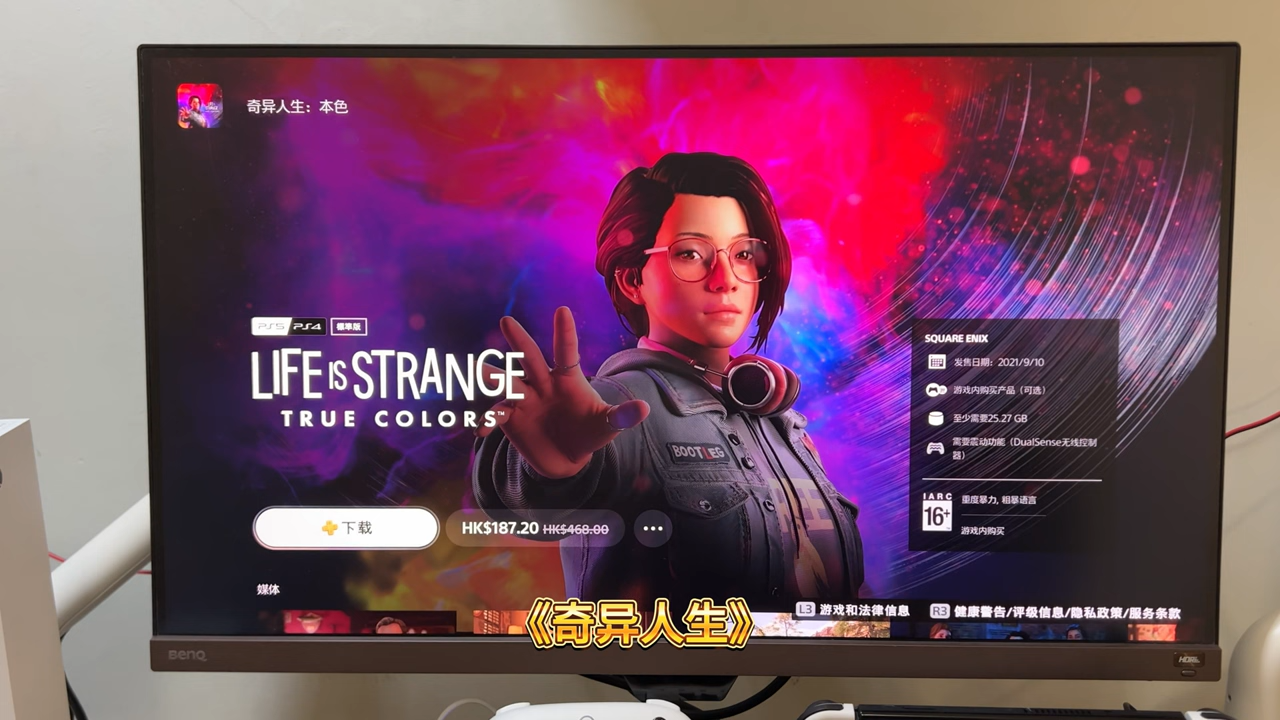 奇异人生：本色
PS5 PS4 標準版
LIFE IS STRANGE
TRUE COLORS™
下载
HK$187.20 HK$468.00
媒体
SQUARE ENIX
发售日期：2021/9/10
游戏内购买产品（可选）
至少需要25.27 GB
需要震动功能（DualSense无线控制
器）
IARC
16+
重度暴力, 粗暴语言
游戏内购买
BOOTLEG
L3 游戏和法律信息
R3 健康警告/评级信息/隐私政策/服务条款
《奇异人生》
BenQ